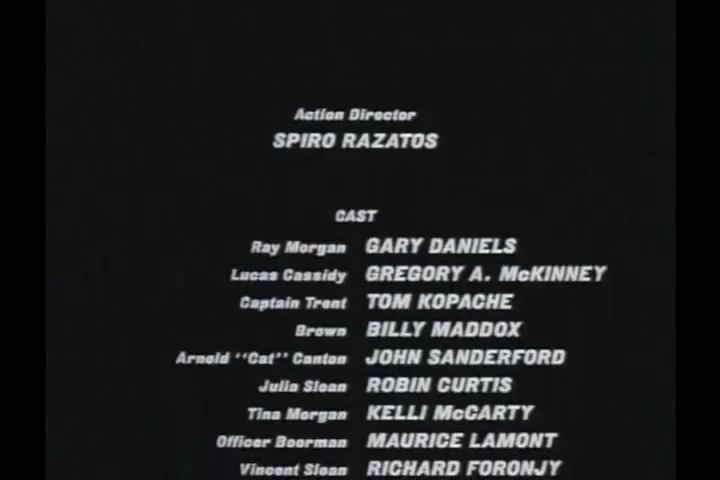 Action Director
SPIRO RAZATOS
CAST
Ray Morgan GARY DANIELS
Lucas Cassidy GREGORY A. McKINNEY
Captain Trent TOM KOPACHE
Brown BILLY MADDOX
Arnold "Cat" Canton JOHN SANDERFORD
Julia Sloan ROBIN CURTIS
Tina Morgan KELLI McCARTY
Officer Boorman MAURICE LAMONT
Vincent Sloan RICHARD FORONJY